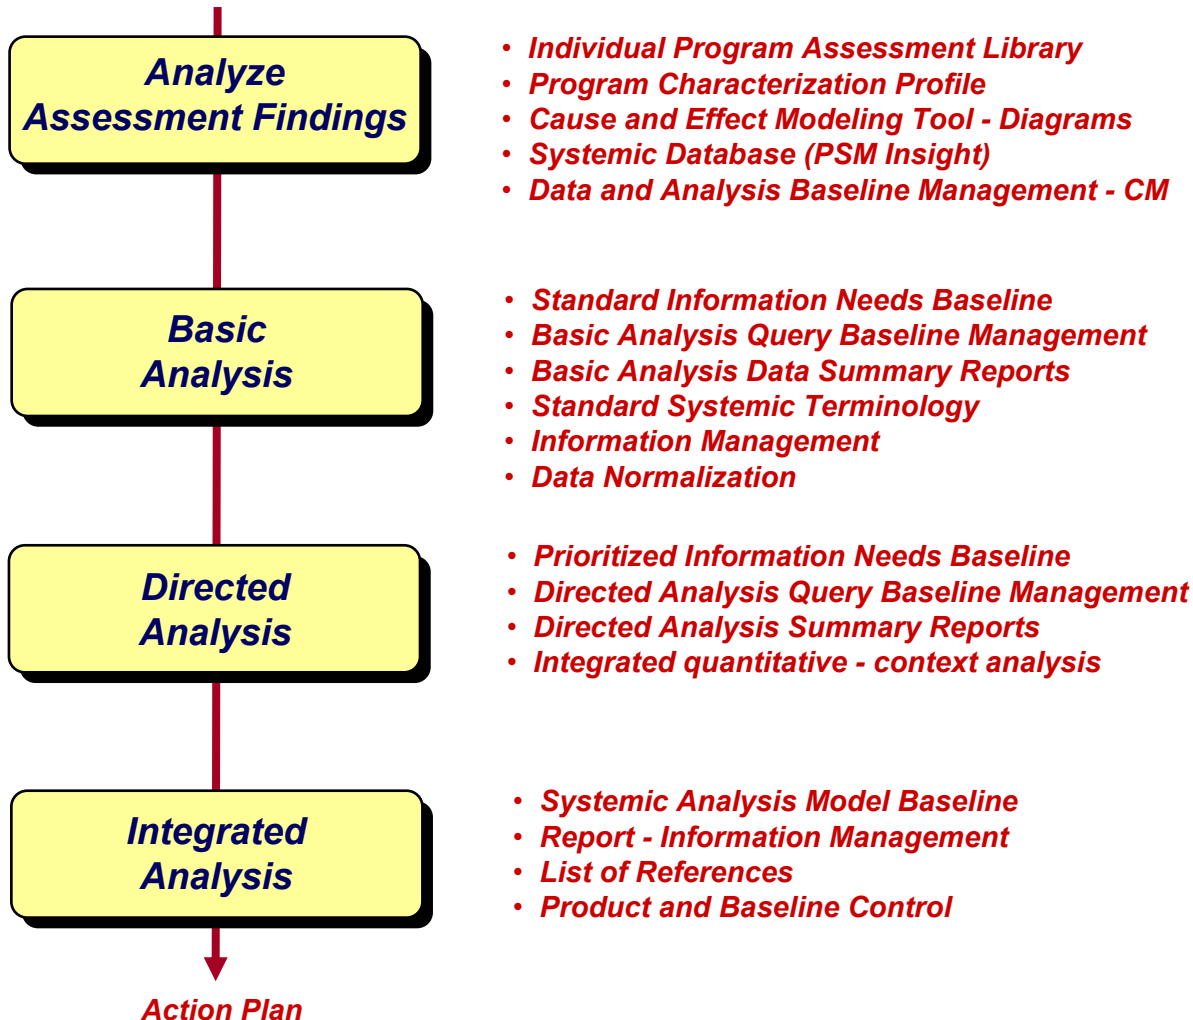 Analyze
Assessment Findings
• Individual Program Assessment Library
• Program Characterization Profile
• Cause and Effect Modeling Tool - Diagrams
• Systemic Database (PSM Insight)
• Data and Analysis Baseline Management - CM
Basic
Analysis
• Standard Information Needs Baseline
• Basic Analysis Query Baseline Management
• Basic Analysis Data Summary Reports
• Standard Systemic Terminology
• Information Management
• Data Normalization
Directed
Analysis
• Prioritized Information Needs Baseline
• Directed Analysis Query Baseline Management
• Directed Analysis Summary Reports
• Integrated quantitative - context analysis
Integrated
Analysis
• Systemic Analysis Model Baseline
• Report - Information Management
• List of References
• Product and Baseline Control
Action Plan